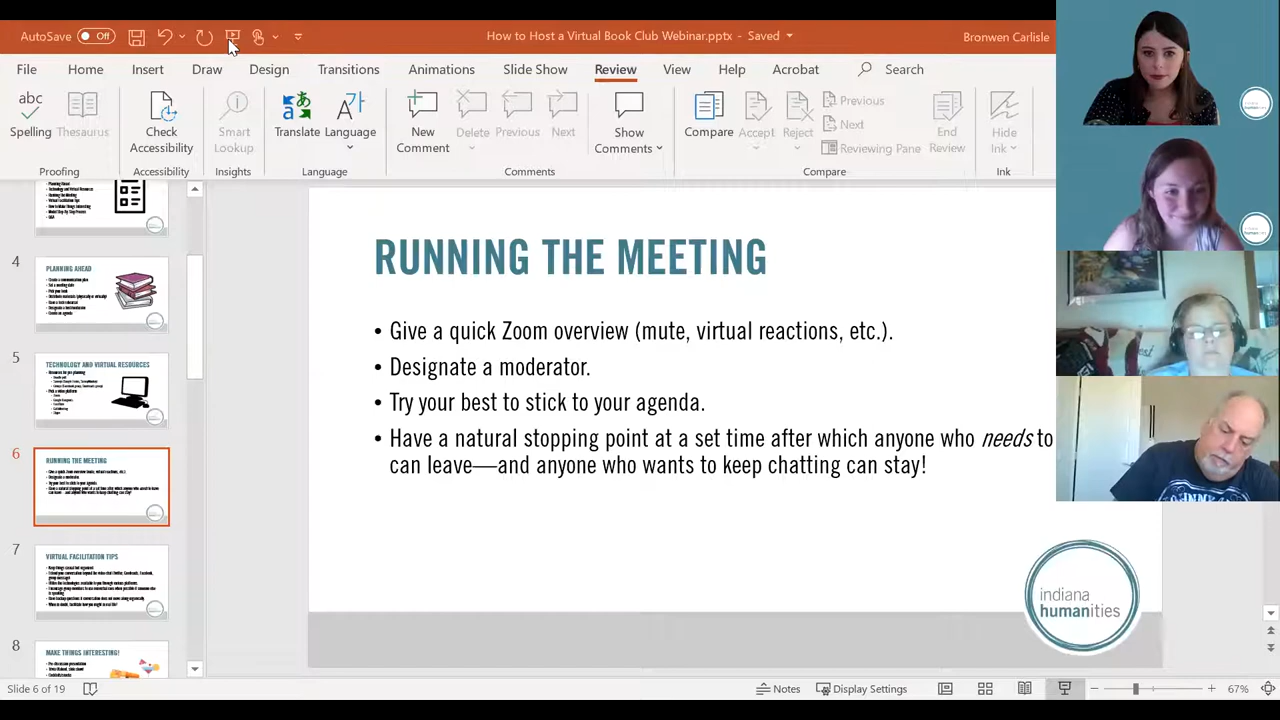 AutoSave Off How to Host a Virtual Book Club Webinar.pptx - Saved Bronwen Carlisle
File Home Insert Draw Design Transitions Animations Slide Show Review View Help Acrobat Search
Spelling Thesaurus Check Accessibility Smart Lookup Translate Language New Comment Delete Previous Next Show Comments Compare Accept Reject Previous Next Reviewing Pane End Review Hide Ink
Proofing Accessibility Insights Language Comments Compare Ink
4
PLANNING AHEAD
5
TECHNOLOGY AND VIRTUAL RESOURCES
6
RUNNING THE MEETING
7
VIRTUAL FACILITATION TIPS
8
MAKE THINGS INTERESTING!
RUNNING THE MEETING
• Give a quick Zoom overview (mute, virtual reactions, etc.).
• Designate a moderator.
• Try your best to stick to your agenda.
• Have a natural stopping point at a set time after which anyone who needs to
can leave—and anyone who wants to keep chatting can stay!
indiana
humanities
Slide 6 of 19 Notes Display Settings 67%